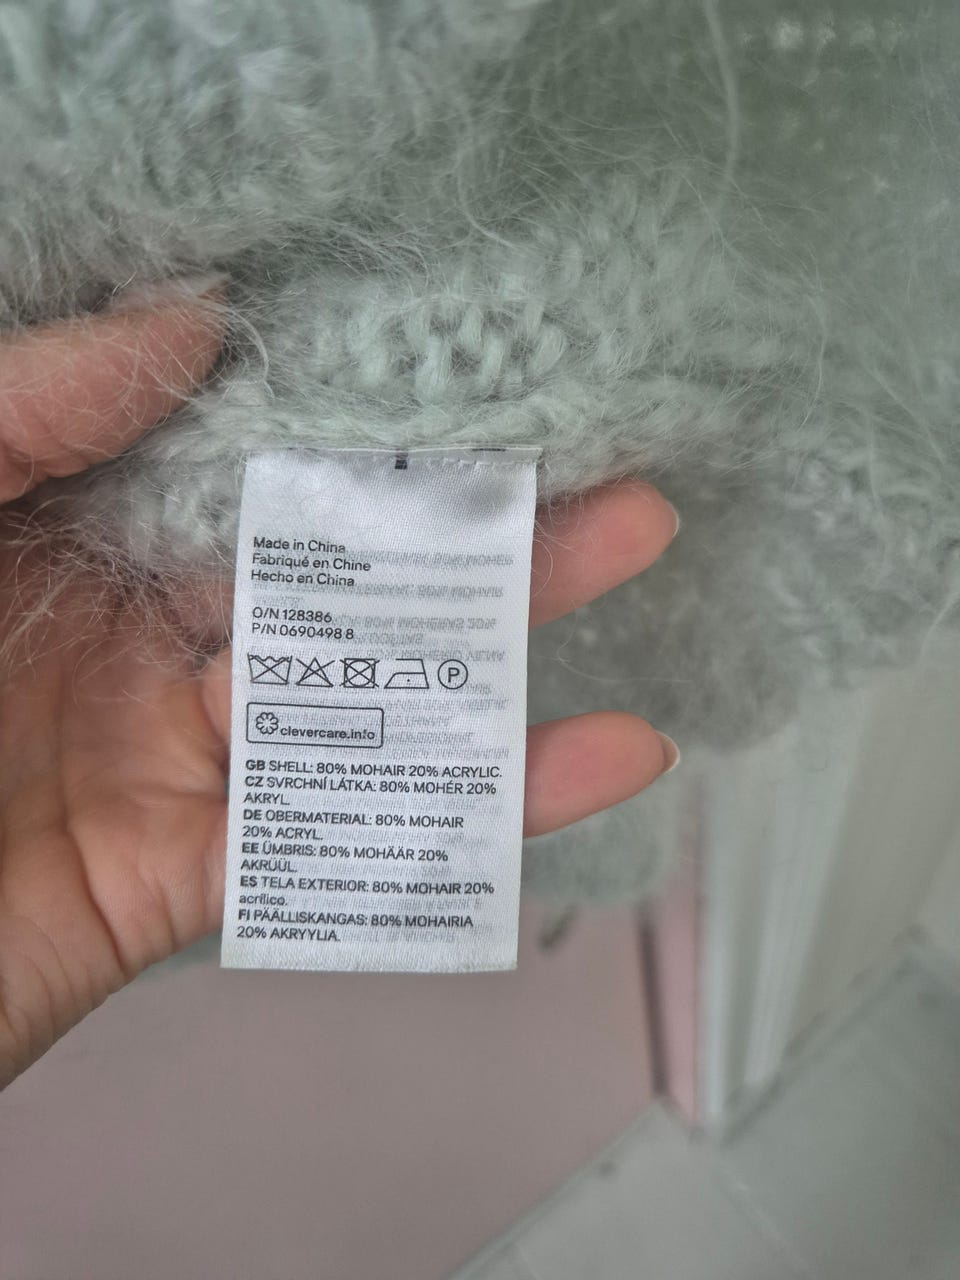 Made in China
Fabriqué en Chine
Hecho en China
O/N 128386
P/N 0690498 8
P
clevercare.info
GB SHELL: 80% MOHAIR 20% ACRYLIC.
CZ SVRCHNÍ LÁTKA: 80% MOHÉR 20%
AKRYL.
DE OBERMATERIAL: 80% MOHAIR
20% ACRYL.
EE ÜMBRIS: 80% MOHÄÄR 20%
AKRÜÜL.
ES TELA EXTERIOR: 80% MOHAIR 20%
acrílico.
FI PÄÄLLISKANGAS: 80% MOHAIRIA
20% AKRYYLIA.